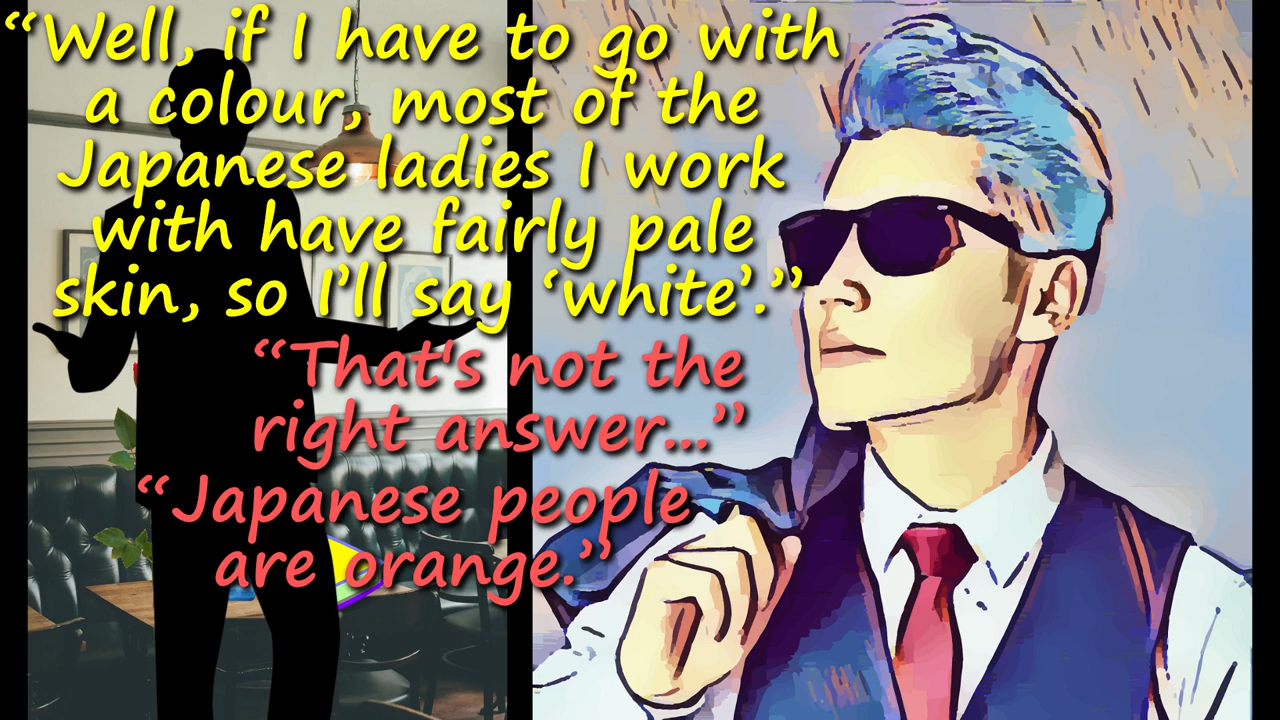 “Well, if I have to go with
a colour, most of the
Japanese ladies I work
with have fairly pale
skin, so I’ll say ‘white’.”
“That's not the
right answer...”
“Japanese people
are orange.”